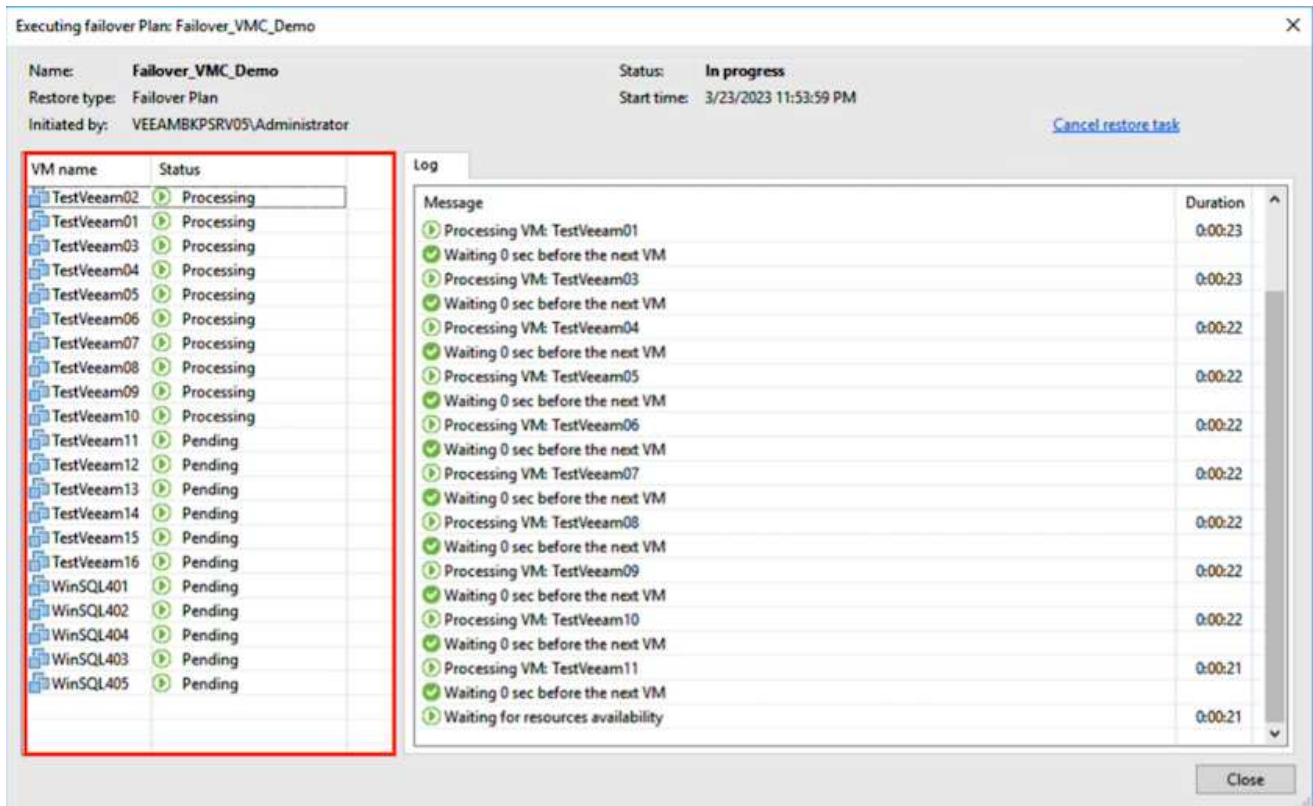 Executing failover Plan: Failover_VMC_Demo
Name: Failover_VMC_Demo
Status: In progress
Restore type: Failover Plan
Start time: 3/23/2023 11:53:59 PM
Initiated by: VEEAMBKPSRV05\Administrator
Cancel restore task
VM name Status
TestVeeam02 Processing
TestVeeam01 Processing
TestVeeam03 Processing
TestVeeam04 Processing
TestVeeam05 Processing
TestVeeam06 Processing
TestVeeam07 Processing
TestVeeam08 Processing
TestVeeam09 Processing
TestVeeam10 Processing
TestVeeam11 Pending
TestVeeam12 Pending
TestVeeam13 Pending
TestVeeam14 Pending
TestVeeam15 Pending
TestVeeam16 Pending
WinSQL401 Pending
WinSQL402 Pending
WinSQL404 Pending
WinSQL403 Pending
WinSQL405 Pending
Log
Message Duration
Processing VM: TestVeeam01 0:00:23
Waiting 0 sec before the next VM
Processing VM: TestVeeam03 0:00:23
Waiting 0 sec before the next VM
Processing VM: TestVeeam04 0:00:22
Waiting 0 sec before the next VM
Processing VM: TestVeeam05 0:00:22
Waiting 0 sec before the next VM
Processing VM: TestVeeam06 0:00:22
Waiting 0 sec before the next VM
Processing VM: TestVeeam07 0:00:22
Waiting 0 sec before the next VM
Processing VM: TestVeeam08 0:00:22
Waiting 0 sec before the next VM
Processing VM: TestVeeam09 0:00:22
Waiting 0 sec before the next VM
Processing VM: TestVeeam10 0:00:22
Waiting 0 sec before the next VM
Processing VM: TestVeeam11 0:00:21
Waiting 0 sec before the next VM
Waiting for resources availability 0:00:21
Close